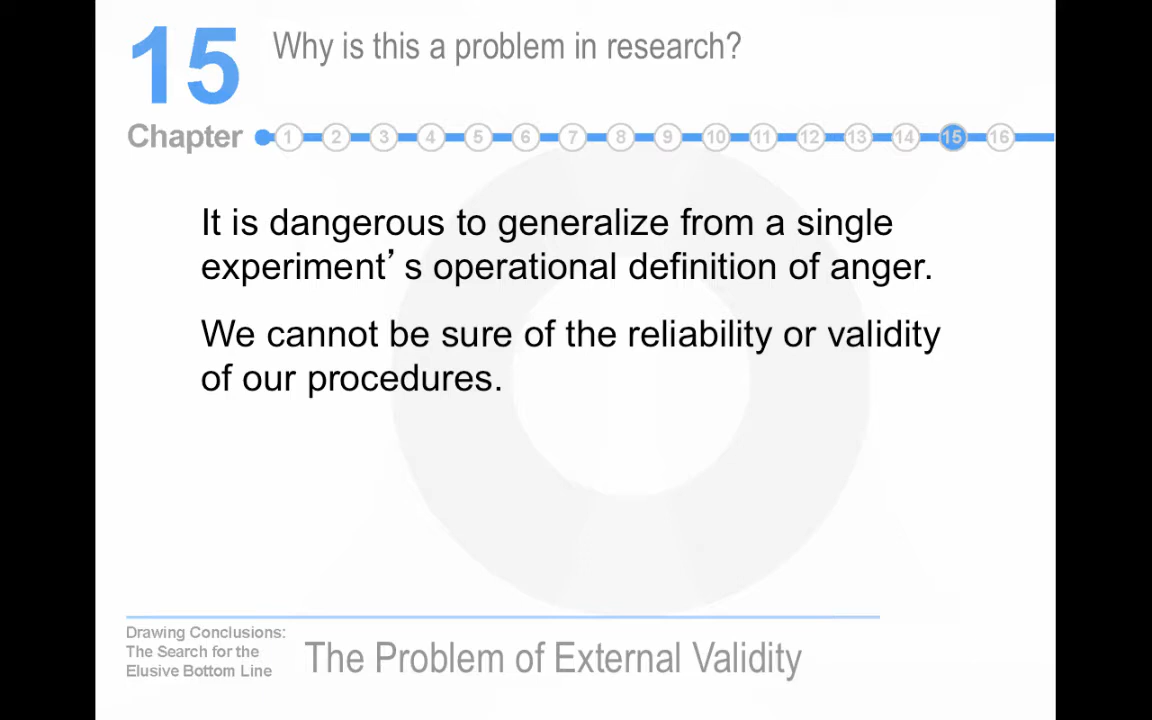 15
Why is this a problem in research?
Chapter
1 2 3 4 5 6 7 8 9 10 11 12 13 14 15 16
It is dangerous to generalize from a single
experiment’s operational definition of anger.
We cannot be sure of the reliability or validity
of our procedures.
Drawing Conclusions:
The Search for the
Elusive Bottom Line
The Problem of External Validity